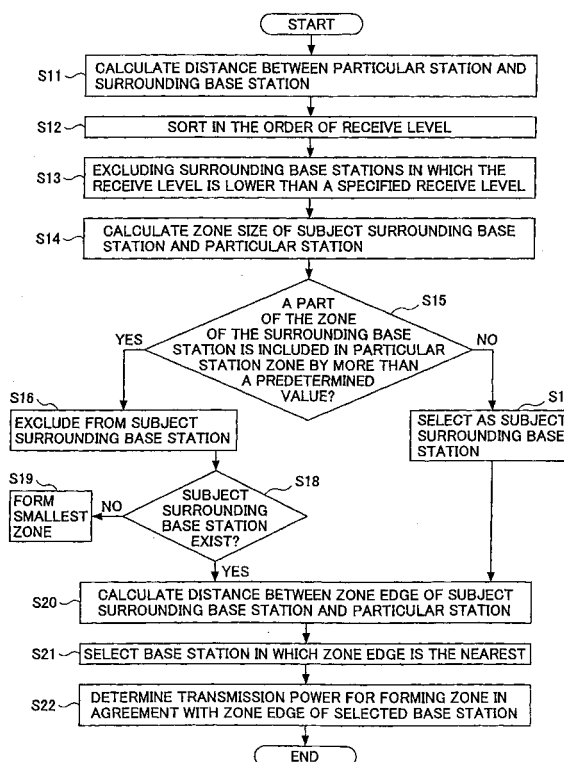 START
S11
CALCULATE DISTANCE BETWEEN PARTICULAR STATION AND
SURROUNDING BASE STATION
S12
SORT IN THE ORDER OF RECEIVE LEVEL
S13
EXCLUDING SURROUNDING BASE STATIONS IN WHICH THE
RECEIVE LEVEL IS LOWER THAN A SPECIFIED RECEIVE LEVEL
S14
CALCULATE ZONE SIZE OF SUBJECT SURROUNDING BASE
STATION AND PARTICULAR STATION
S15
A PART
OF THE ZONE
OF THE SURROUNDING BASE
STATION IS INCLUDED IN PARTICULAR
STATION ZONE BY MORE THAN
A PREDETERMINED
VALUE?
YES
NO
S16
EXCLUDE FROM SUBJECT
SURROUNDING BASE STATION
S1
SELECT AS SUBJECT
SURROUNDING BASE
STATION
S18
SUBJECT
SURROUNDING
BASE STATION
EXIST?
S19
FORM
SMALLEST
ZONE
NO
YES
S20
CALCULATE DISTANCE BETWEEN ZONE EDGE OF SUBJECT
SURROUNDING BASE STATION AND PARTICULAR STATION
S21
SELECT BASE STATION IN WHICH ZONE EDGE IS THE NEAREST
S22
DETERMINE TRANSMISSION POWER FOR FORMING ZONE IN
AGREEMENT WITH ZONE EDGE OF SELECTED BASE STATION
END